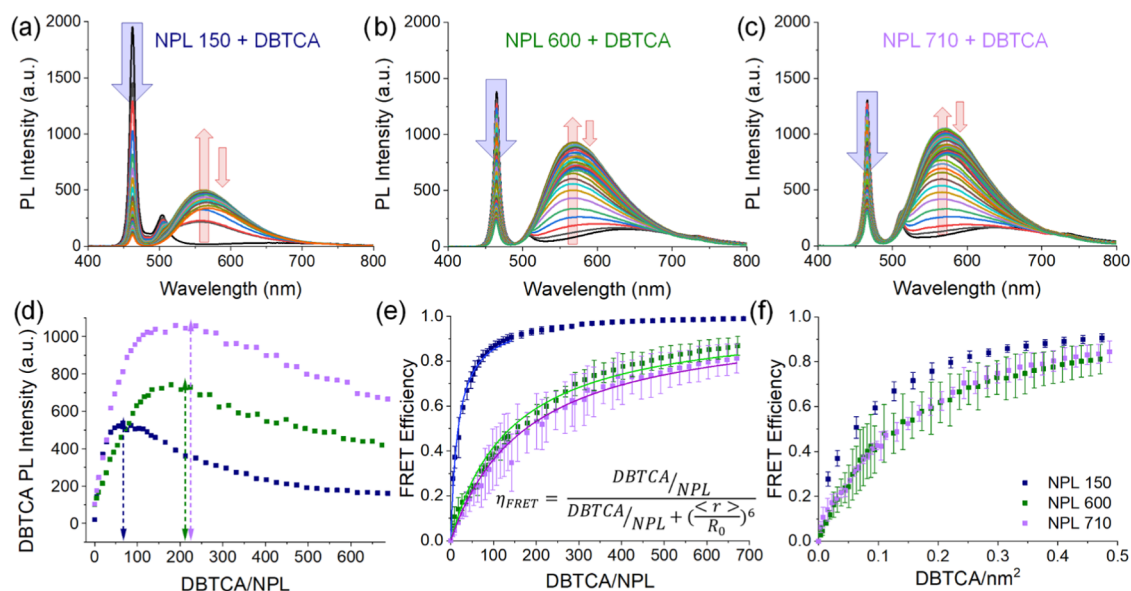 (a)
NPL 150 + DBTCA
PL Intensity (a.u.)
2000
1500
1000
500
0
400 500 600 700 800
Wavelength (nm)
(b)
NPL 600 + DBTCA
PL Intensity (a.u.)
2000
1500
1000
500
0
400 500 600 700 800
Wavelength (nm)
(c)
NPL 710 + DBTCA
PL Intensity (a.u.)
2000
1500
1000
500
0
400 500 600 700 800
Wavelength (nm)
(d)
DBTCA PL Intensity (a.u.)
1000
800
600
400
200
0
0 100 200 300 400 500 600
DBTCA/NPL
(e)
FRET Efficiency
1.0
0.8
0.6
0.4
0.2
0.0
η_FRET = DBTCA/NPL / DBTCA/NPL + (<r>/R₀)⁶
0 100 200 300 400 500 600 700
DBTCA/NPL
(f)
FRET Efficiency
1.0
0.8
0.6
0.4
0.2
0.0
NPL 150
NPL 600
NPL 710
0.0 0.1 0.2 0.3 0.4 0.5
DBTCA/nm²